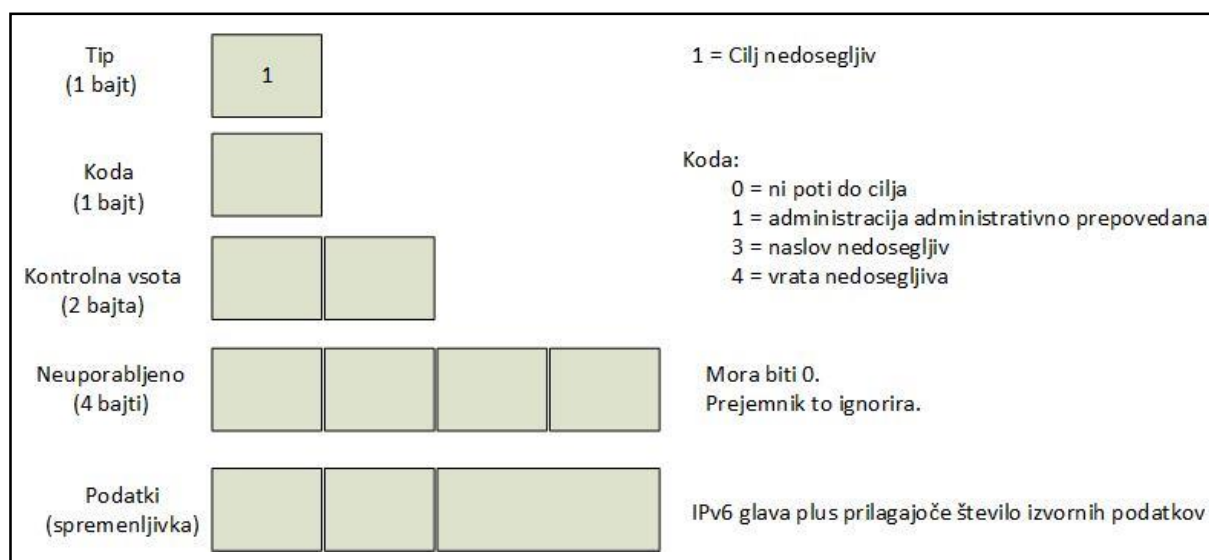 Tip
(1 bajt)
1
1 = Cilj nedosegljiv
Koda
(1 bajt)
Koda:
0 = ni poti do cilja
1 = administracija administrativno prepovedana
3 = naslov nedosegljiv
4 = vrata nedosegljiva
Kontrolna vsota
(2 bajta)
Neuporabljeno
(4 bajti)
Mora biti 0.
Prejemnik to ignorira.
Podatki
(spremenljivka)
IPv6 glava plus prilagajoče število izvornih podatkov